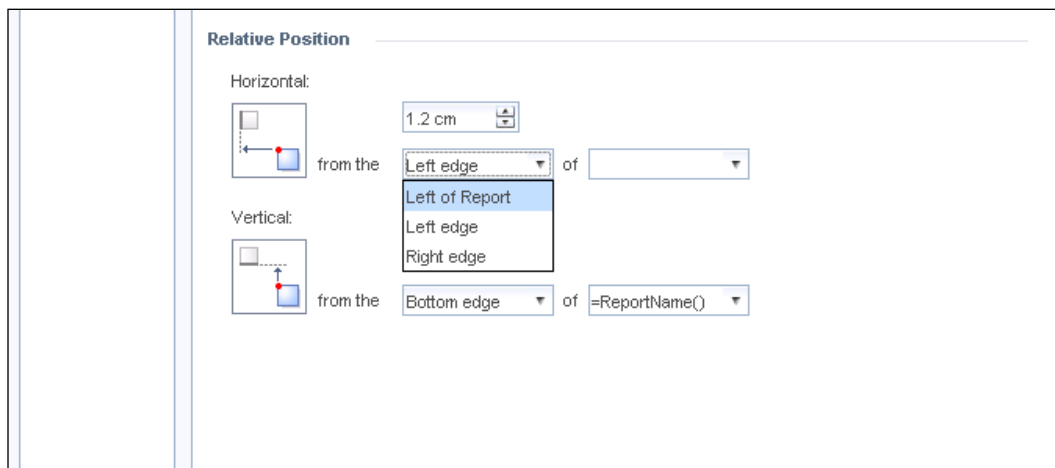 Relative Position
Horizontal:
1.2 cm
from the Left edge of
Left of Report
Left edge
Right edge
Vertical:
from the Bottom edge of =ReportName()